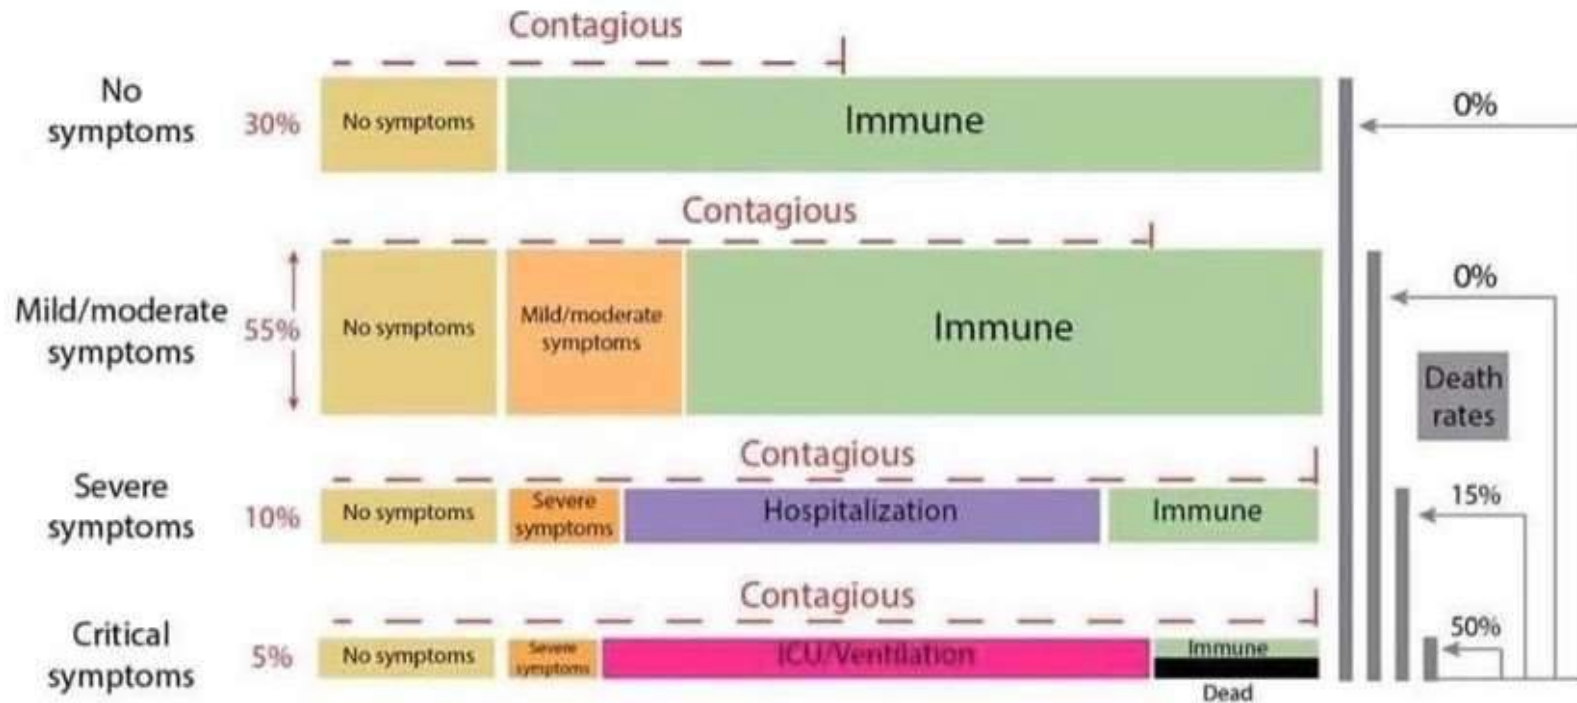 Contagious
No
symptoms
30%
No symptoms
Immune
0%
Contagious
Mild/moderate
symptoms
55%
No symptoms
Mild/moderate
symptoms
Immune
0%
Death
rates
Contagious
Severe
symptoms
10%
No symptoms
Severe
symptoms
Hospitalization
Immune
15%
Contagious
Critical
symptoms
5%
No symptoms
Severe
symptoms
ICU/Ventilation
Immune
Dead
50%